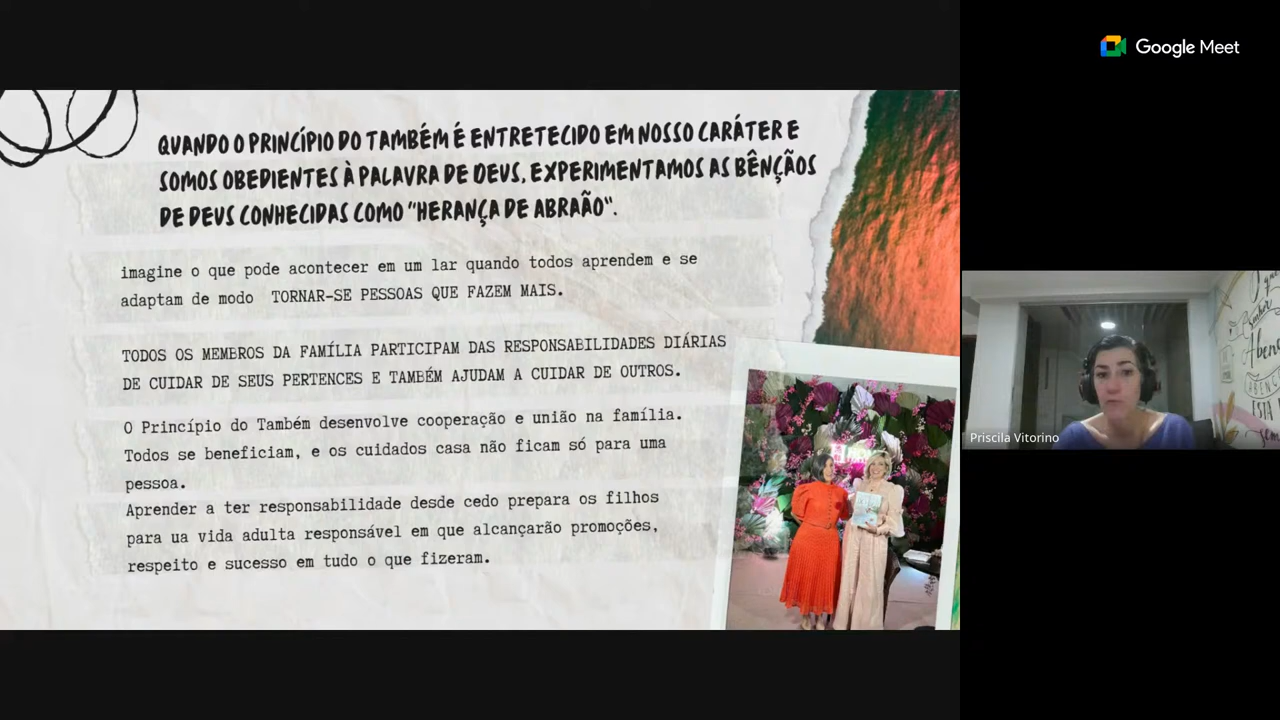 Google Meet
QUANDO O PRINCÍPIO DO TAMBÉM É ENTRETECIDO EM NOSSO CARÁTER E
SOMOS OBEDIENTES À PALAVRA DE DEUS, EXPERIMENTAMOS AS BÊNÇÃOS
DE DEUS CONHECIDAS COMO "HERANÇA DE ABRAÃO".
imagine o que pode acontecer em um lar quando todos aprendem e se
adaptam de modo TORNAR-SE PESSOAS QUE FAZEM MAIS.
TODOS OS MEMBROS DA FAMÍLIA PARTICIPAM DAS RESPONSABILIDADES DIÁRIAS
DE CUIDAR DE SEUS PERTENCES E TAMBÉM AJUDAM A CUIDAR DE OUTROS.
O Princípio do Também desenvolve cooperação e união na família.
Todos se beneficiam, e os cuidados casa não ficam só para uma
pessoa.
Aprender a ter responsabilidade desde cedo prepara os filhos
para ua vida adulta responsável em que alcançarão promoções,
respeito e sucesso em tudo o que fizeram.
Priscila Vitorino
ESTA